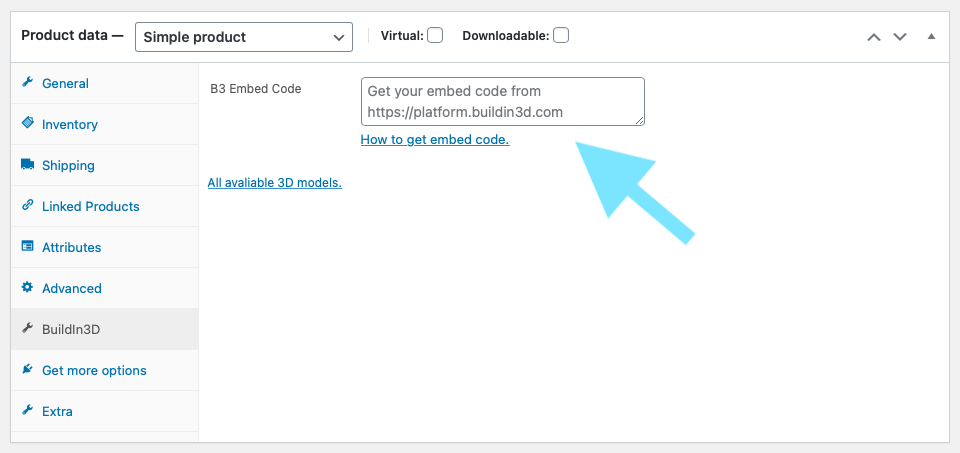 Product data — Simple product Virtual: Downloadable:
General
Inventory
Shipping
Linked Products
Attributes
Advanced
BuildIn3D
Get more options
Extra
B3 Embed Code
Get your embed code from
https://platform.buildin3d.com
How to get embed code.
All avaliable 3D models.